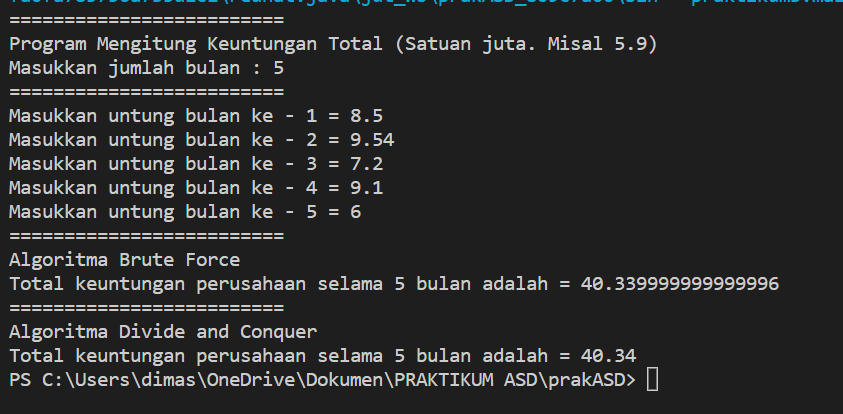 =========================
Program Mengitung Keuntungan Total (Satuan juta. Misal 5.9)
Masukkan jumlah bulan : 5
=========================
Masukkan untung bulan ke - 1 = 8.5
Masukkan untung bulan ke - 2 = 9.54
Masukkan untung bulan ke - 3 = 7.2
Masukkan untung bulan ke - 4 = 9.1
Masukkan untung bulan ke - 5 = 6
=========================
Algoritma Brute Force
Total keuntungan perusahaan selama 5 bulan adalah = 40.339999999999996
=========================
Algoritma Divide and Conquer
Total keuntungan perusahaan selama 5 bulan adalah = 40.34
PS C:\Users\dimas\OneDrive\Dokumen\PRAKTIKUM ASD\prakASD>